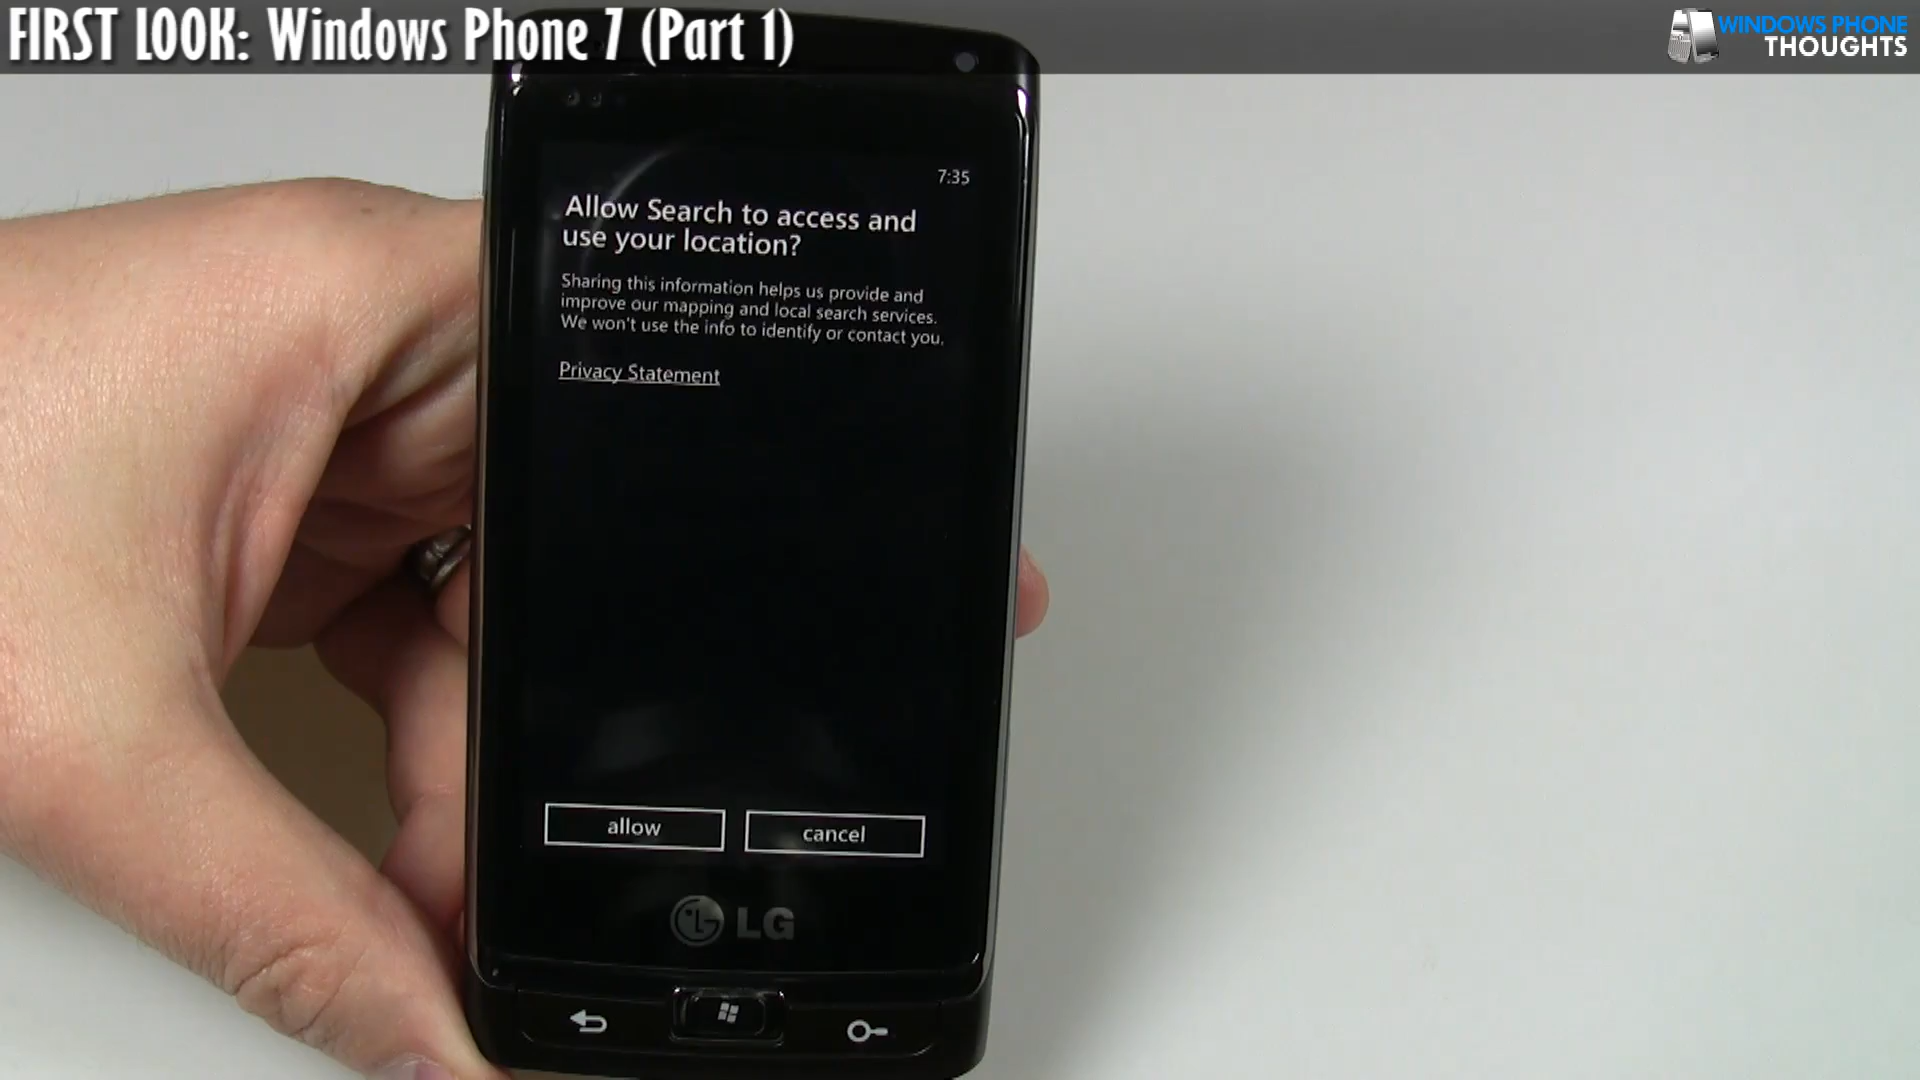 FIRST LOOK: Windows Phone 7 (Part 1)
WINDOWS PHONE
THOUGHTS
7:35
Allow Search to access and
use your location?
Sharing this information helps us provide and
improve our mapping and local search services.
We won't use the info to identify or contact you.
Privacy Statement
allow
cancel
LG